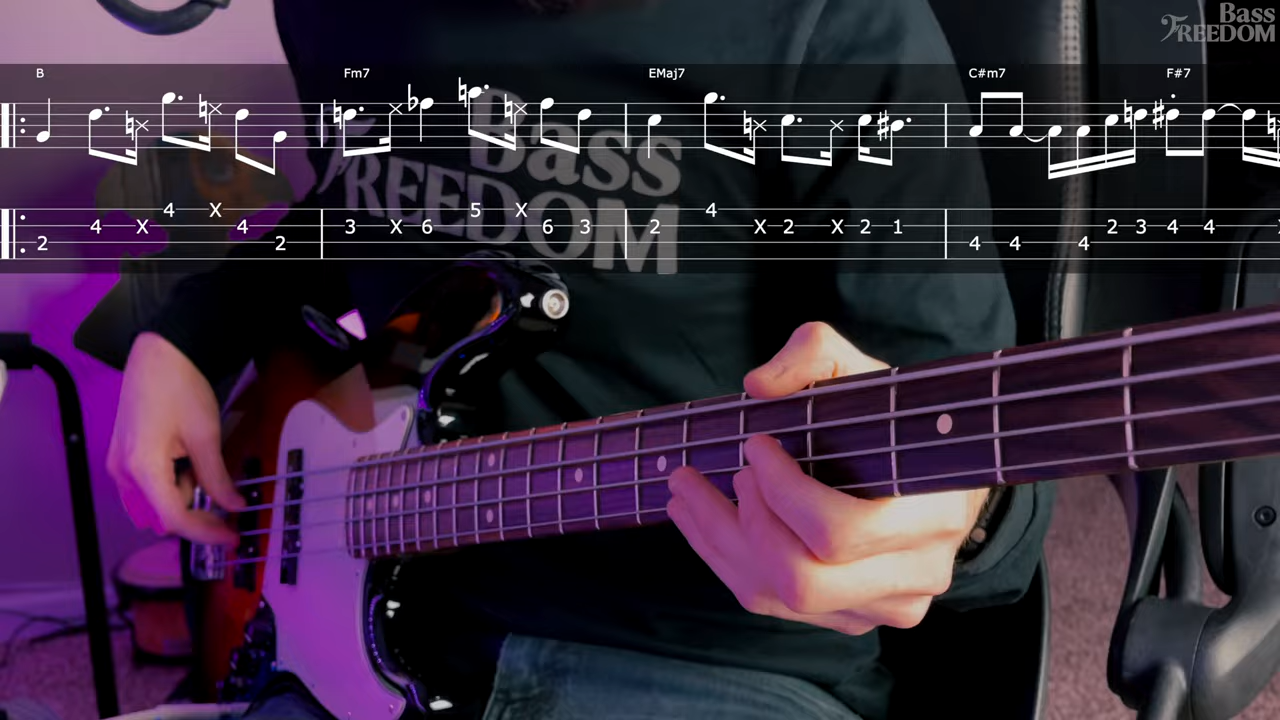 Bass
FREEDOM
B Fm7 EMaj7 C#m7 F#7
Bass
FREEDOM
4 5 X 4
4 X X 4 3 X 6 6 3 2 X 2 X 2 1 2 3 4 4
2 2 4 4 4